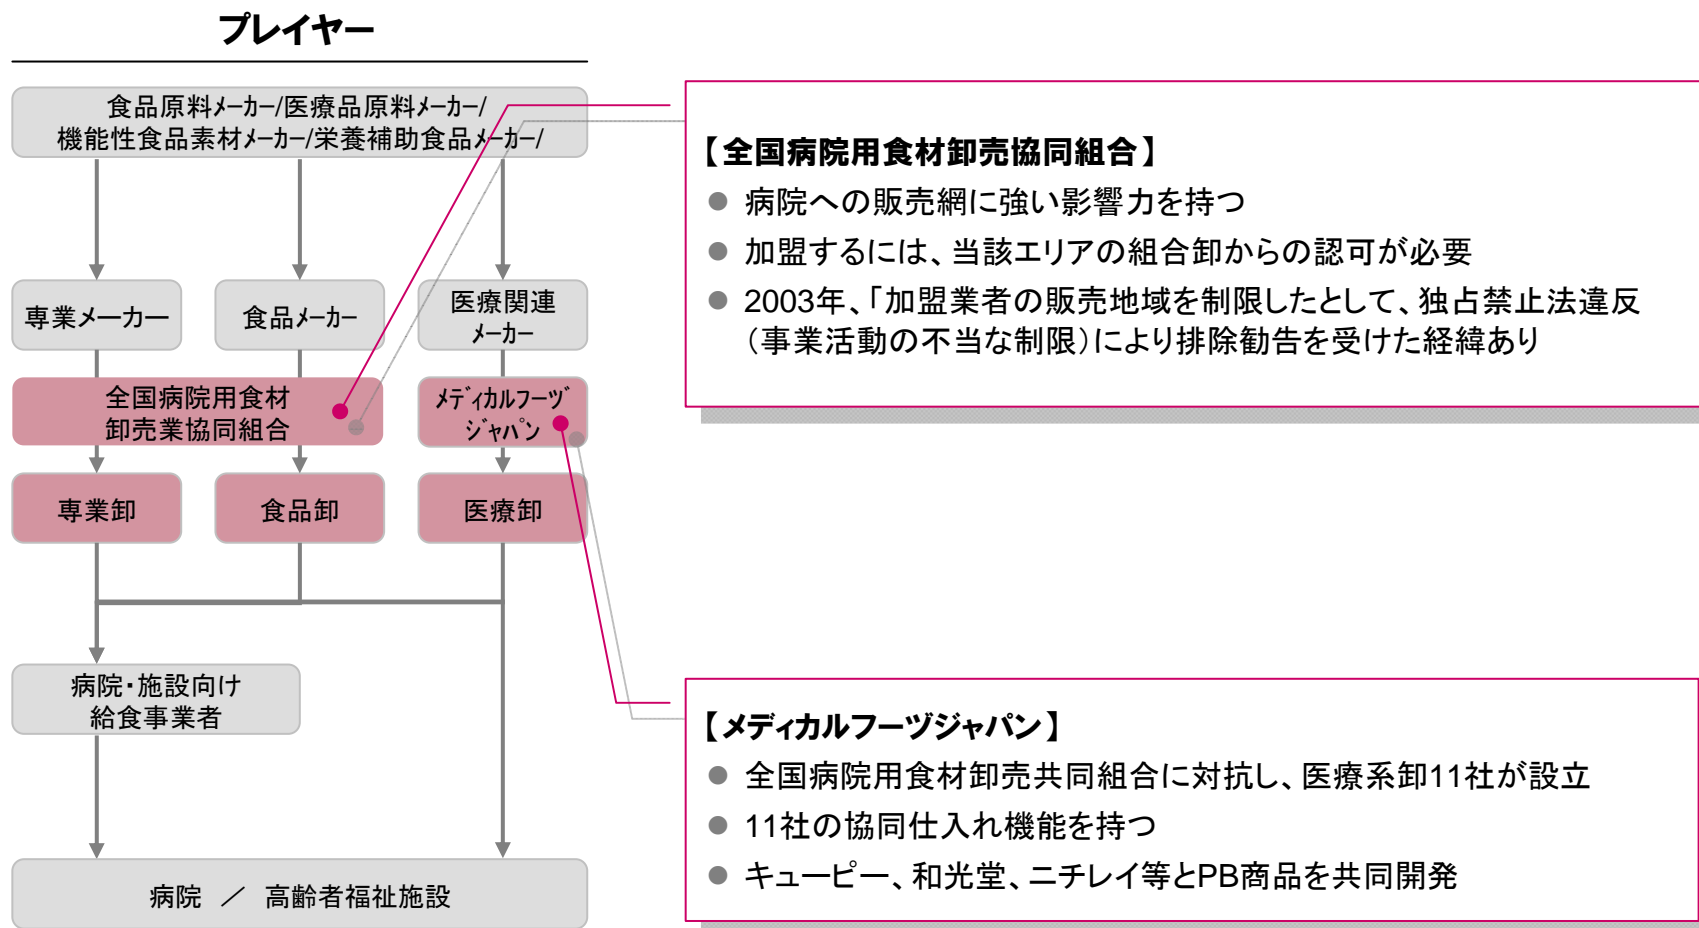 プレイヤー
食品原料ﾒｰｶｰ/医療品原料ﾒｰｶｰ/
機能性食品素材ﾒｰｶｰ/栄養補助食品ﾒｰｶｰ/
専業メーカー
食品ﾒｰｶｰ
医療関連
ﾒｰｶｰ
全国病院用食材
卸売業協同組合
ﾒﾃﾞｨｶﾙﾌｰﾂﾞ
ｼﾞｬﾊﾟﾝ
専業卸
食品卸
医療卸
病院・施設向け
給食事業者
病院 ／ 高齢者福祉施設
【全国病院用食材卸売協同組合】
● 病院への販売網に強い影響力を持つ
● 加盟するには、当該エリアの組合卸からの認可が必要
● 2003年、「加盟業者の販売地域を制限したとして、独占禁止法違反
（事業活動の不当な制限）により排除勧告を受けた経緯あり
【メディカルフーヅジャパン】
● 全国病院用食材卸売共同組合に対抗し、医療系卸11社が設立
● 11社の協同仕入れ機能を持つ
● キューピー、和光堂、ニチレイ等とPB商品を共同開発